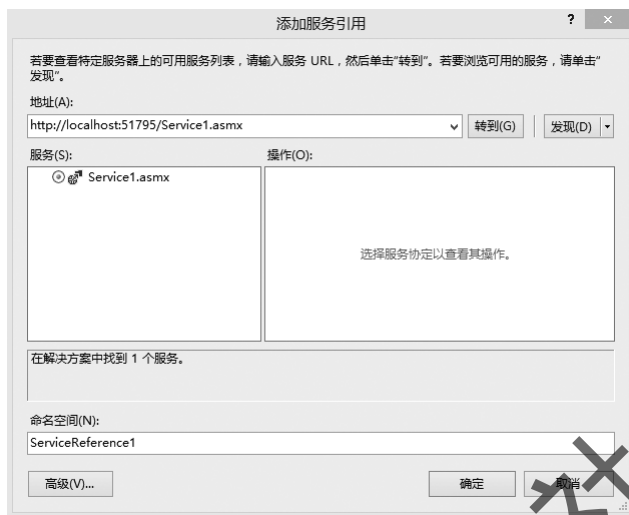 添加服务引用
? ×
若要查看特定服务器上的可用服务列表，请输入服务 URL，然后单击"转到"。若要浏览可用的服务，请单击"
发现"。
地址(A):
http://localhost:51795/Service1.asmx 转到(G) 发现(D)
服务(S): 操作(O):
Service1.asmx
选择服务协定以查看其操作。
在解决方案中找到 1 个服务。
命名空间(N):
ServiceReference1
高级(V)... 确定 取消